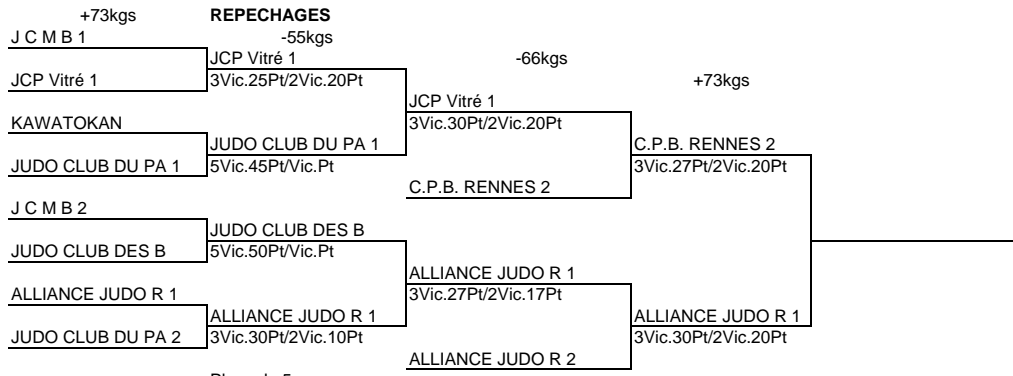 +73kgs REPECHAGES
J C M B 1 -55kgs
JCP Vitré 1 -66kgs
JCP Vitré 1 3Vic.25Pt/2Vic.20Pt +73kgs
JCP Vitré 1
KAWATOKAN 3Vic.30Pt/2Vic.20Pt
JUDO CLUB DU PA 1 C.P.B. RENNES 2
JUDO CLUB DU PA 1 5Vic.45Pt/Vic.Pt 3Vic.27Pt/2Vic.20Pt
C.P.B. RENNES 2
J C M B 2
JUDO CLUB DES B
JUDO CLUB DES B 5Vic.50Pt/Vic.Pt
ALLIANCE JUDO R 1
ALLIANCE JUDO R 1 3Vic.27Pt/2Vic.17Pt
ALLIANCE JUDO R 1 ALLIANCE JUDO R 1
JUDO CLUB DU PA 2 3Vic.30Pt/2Vic.10Pt 3Vic.30Pt/2Vic.20Pt
ALLIANCE JUDO R 2